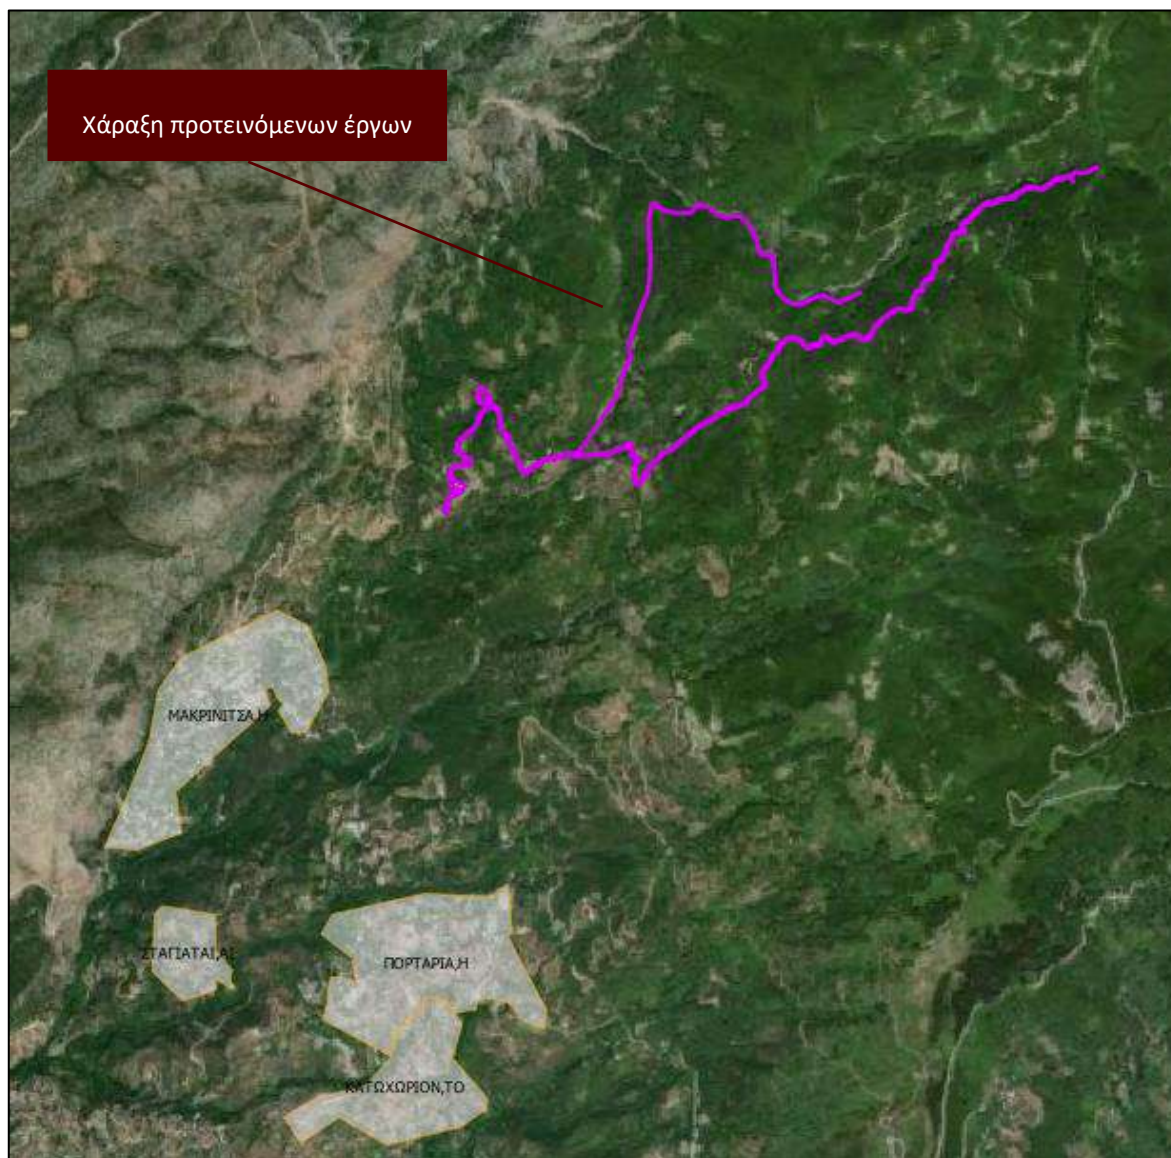 Χάραξη προτεινόμενων έργων
ΜΑΚΡΙΝΙΤΣΑ,Η
ΣΤΑΓΙΑΤΑΙ,ΑΙ
ΠΟΡΤΑΡΙΑ,Η
ΚΑΤΩΧΩΡΙΟΝ,ΤΟ